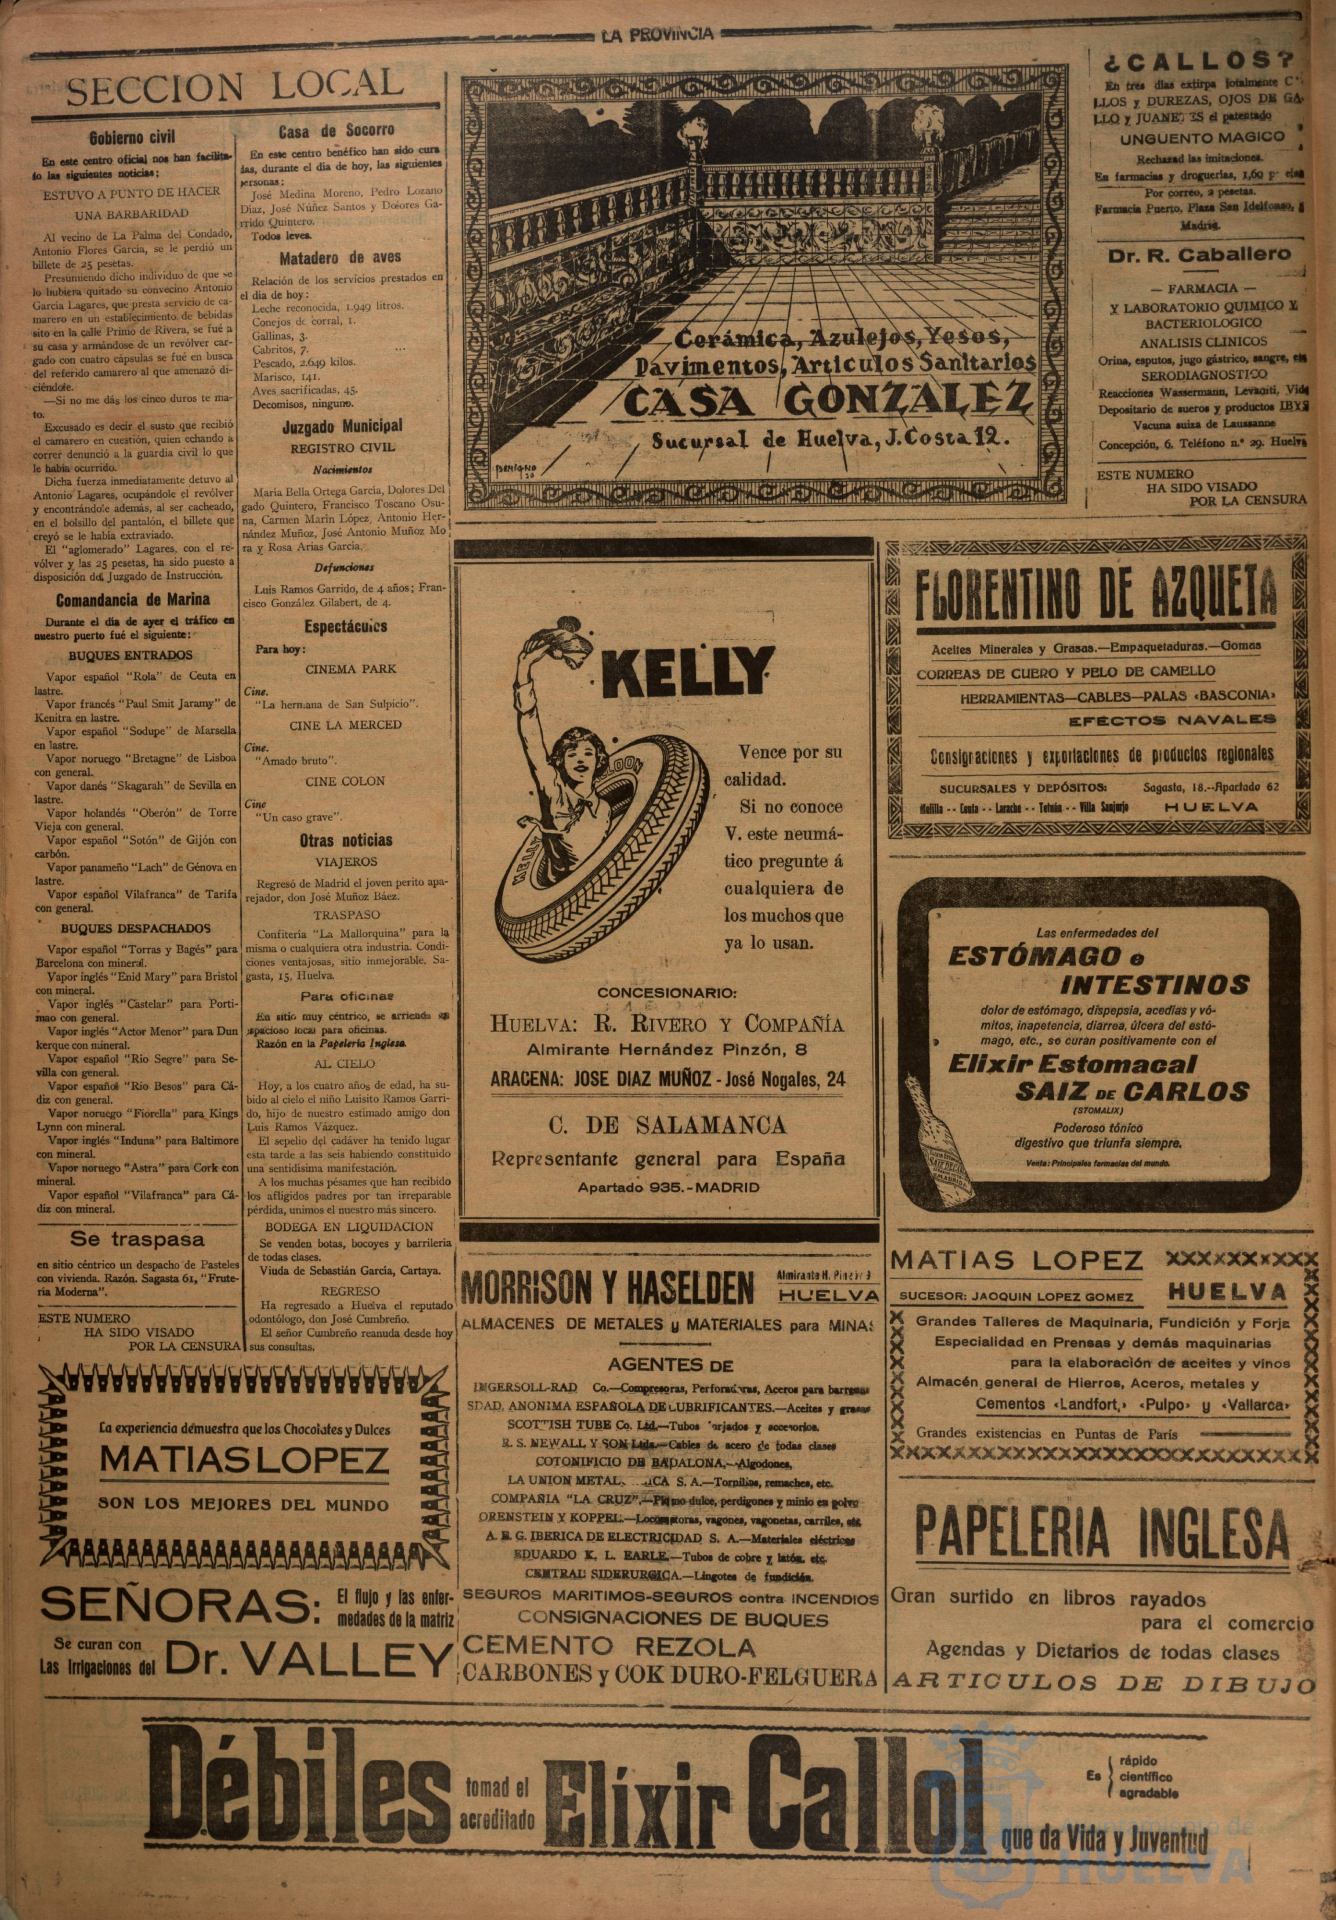 LA PROVINCIA
SECCION LOCAL
Gobierno civil
En este centro oficial nos han facilita-
do las siguientes noticias:
ESTUVO A PUNTO DE HACER
UNA BARBARIDAD
Al vecino de La Palma del Condado,
Antonio Flores Garcia, se le perdió un
billete de 25 pesetas.
Presumiendo dicho individuo de que se
lo hubiera quitado su convecino Antonio
Garcia Lagares, que presta servicio de ca-
marero en un establecimiento de bebidas
sito en la calle Primo de Rivera, se fué a
su casa y armándose de un revólver car-
gado con cuatro cápsulas se fué en busca
del referido camarero al que amenazó di-
ciéndole.
—Si no me dás los cinco duros te ma-
to.
Excusado es decir el susto que recibió
el camarero en cuestión, quien echando a
correr denunció a la guardia civil lo que
le había ocurrido.
Dicha fuerza inmediatamente detuvo al
Antonio Lagares, ocupándole el revólver
y encontrándole además, al ser cacheado,
en el bolsillo del pantalón, el billete que
creyó se le había extraviado.
El "aglomerado" Lagares, con el re-
vólver y las 25 pesetas, ha sido puesto a
disposición del Juzgado de Instrucción.
Comandancia de Marina
Durante el día de ayer el tráfico en
nuestro puerto fué el siguiente:
BUQUES ENTRADOS
Vapor español "Rola" de Ceuta en
lastre.
Vapor francés "Paul Smit Jaramy" de
Kenitra en lastre.
Vapor español "Sodupe" de Marsella
en lastre.
Vapor noruego "Bretagne" de Lisboa
con general.
Vapor danés "Skagarah" de Sevilla en
lastre.
Vapor holandés "Oberón" de Torre
Vieja con general.
Vapor español "Sotón" de Gijón con
carbón.
Vapor panameño "Lach" de Génova en
lastre.
Vapor español Vilafranca" de Tarifa
con general.
BUQUES DESPACHADOS
Vapor español "Torras y Bagés" para
Barcelona con mineral.
Vapor inglés "Enid Mary" para Bristol
con mineral.
Vapor inglés "Castelar" para Porti-
mao con general.
Vapor inglés "Actor Menor" para Dun
kerque con mineral.
Vapor español "Rio Segre" para Se-
villa con general.
Vapor español "Rio Besos" para Cá-
diz con general.
Vapor noruego "Fiorella" para Kings
Lynn con mineral.
Vapor inglés "Induna" para Baltimore
con mineral.
Vapor noruego "Astra" para Cork con
mineral.
Vapor español "Vilafranca" para Cá-
diz con mineral.
Se traspasa
en sitio céntrico un despacho de Pasteles
con vivienda. Razón. Sagasta 61, "Frute-
ría Moderna".
ESTE NUMERO
HA SIDO VISADO
POR LA CENSURA
Casa de Socorro
En este centro benéfico han sido cura
das, durante el día de hoy, las siguientes
personas:
José Medina Moreno, Pedro Lozano
Diaz, José Núñez Santos y Dolores Ga-
rrido Quintero.
Todos leves.
Matadero de aves
Relación de los servicios prestados en
el día de hoy:
Leche reconocida, 1.949 litros.
Conejos de corral, 1.
Gallinas, 3.
Cabritos, 7.
Pescado, 2.649 kilos.
Marisco, 141.
Aves sacrificadas, 45.
Decomisos, ninguno.
Juzgado Municipal
REGISTRO CIVIL
Nacimientos
María Bella Ortega García, Dolores Del
gado Quintero, Francisco Toscano Osu-
na, Carmen Marín López, Antonio Her-
nández Muñoz, José Antonio Muñoz Mo
ra y Rosa Arias García.
Defunciones
Luis Ramos Garrido, de 4 años; Fran-
cisco González Gilabert, de 4.
Espectáculos
Para hoy:
CINEMA PARK
Cine.
"La hermana de San Sulpicio".
CINE LA MERCED
Cine.
"Amado bruto".
CINE COLON
Cine
"Un caso grave".
Otras noticias
VIAJEROS
Regresó de Madrid el joven perito apa-
rejador, don José Muñoz Báez.
TRASPASO
Confitería "La Mallorquina" para la
misma o cualquiera otra industria. Condi-
ciones ventajosas, sitio inmejorable. Sa-
gasta, 15, Huelva.
Para oficinas
En sitio muy céntrico, se arrienda es
spacioso local para oficinas.
Razón en la Papelería Inglesa.
AL CIELO
Hoy, a los cuatro años de edad, ha su-
bido al cielo el niño Luisito Ramos Garri-
do, hijo de nuestro estimado amigo don
Luis Ramos Vázquez.
El sepelio del cadáver ha tenido lugar
esta tarde a las seis habiendo constituido
una sentidísima manifestación.
A los muchas pésames que han recibido
los afligidos padres por tan irreparable
pérdida, unimos el nuestro más sincero.
BODEGA EN LIQUIDACION
Se venden botas, bocoyes y barrilería
de todas clases.
Viuda de Sebastián García, Cartaya.
REGRESO
Ha regresado a Huelva el reputado
odontólogo, don José Cumbreño.
El señor Cumbreño reanuda desde hoy
sus consultas.
La experiencia demuestra que los Chocolates y Dulces
MATIAS LOPEZ
SON LOS MEJORES DEL MUNDO
SEÑORAS: El flujo y las enfer-
medades de la matriz
Se curan con
Las Irrigaciones del Dr. VALLEY
Cerámica, Azulejos, Yesos,
Pavimentos, Artículos Sanitarios
CASA GONZALEZ
Sucursal de Huelva, J. Costa 12.
KELLY
Vence por su
calidad.
Si no conoce
V. este neumá-
tico pregunte á
cualquiera de
los muchos que
ya lo usan.
CONCESIONARIO:
HUELVA: R. RIVERO Y COMPAÑÍA
Almirante Hernández Pinzón, 8
ARACENA: JOSE DIAZ MUÑOZ - José Nogales, 24
C. DE SALAMANCA
Representante general para España
Apartado 935.-MADRID
MORRISON Y HASELDEN
HUELVA
ALMACENES DE METALES y MATERIALES para MINAS
AGENTES DE
INGERSOLL-RAD Co.—Compresoras, Perforadoras, Aceros para barrenas
SDAD. ANONIMA ESPAÑOLA DE LUBRIFICANTES.—Aceites y grasas
SCOTTISH TUBE Co. Ltd.—Tubos forjados y accesorios.
R. S. NEWALL Y SON Ltda.—Cables de acero de todas clases
COTONIFICIO DE BADALONA.—Algodones,
LA UNION METALICA S. A.—Tornillos, remaches, etc.
COMPAÑIA "LA CRUZ".—Plomo dulce, perdigones y minio en polvo
ORENSTEIN Y KOPPEL.—Locomotoras, vagones, vagonetas, carriles, etc
A. E. G. IBERICA DE ELECTRICIDAD S. A.—Materiales eléctricos
EDUARDO K. L. EARLE.—Tubos de cobre y latón, etc.
CENTRAL SIDERURGICA.—Lingotes de fundición.
SEGUROS MARITIMOS-SEGUROS contra INCENDIOS
CONSIGNACIONES DE BUQUES
CEMENTO REZOLA
CARBONES y COK DURO-FELGUERA
¿CALLOS?
En tres días extirpa totalmente CA
LLOS y DUREZAS, OJOS DE GA-
LLO y JUANETES el patentado
UNGUENTO MAGICO
Rechazad las imitaciones.
En farmacias y droguerías, 1,60
Por correo, 2 pesetas.
Farmacia Puerto, Plaza San Ildefonso,
Madrid.
Dr. R. Caballero
— FARMACIA —
Y LABORATORIO QUIMICO Y
BACTERIOLOGICO
ANALISIS CLINICOS
Orina, esputos, jugo gástrico, sangre, etc
SERODIAGNOSTICO
Reacciones Wassermann, Levaditi, Vidal
Depositario de sueros y productos IBYS
Vacuna suiza de Laussanne
Concepción, 6. Teléfono n.º 29. Huelva
ESTE NUMERO
HA SIDO VISADO
POR LA CENSURA
FLORENTINO DE AZQUETA
Aceites Minerales y Grasas.—Empaquetaduras.—Gomas
CORREAS DE CUERO Y PELO DE CAMELLO
HERRAMIENTAS—CABLES—PALAS «BASCONIA»
EFECTOS NAVALES
Consignaciones y exportaciones de productos regionales
SUCURSALES Y DEPÓSITOS:
Melilla -- Ceuta -- Larache -- Tetuán -- Villa Sanjurjo
Sagasta, 18.--Apartado 62
HUELVA
Las enfermedades del
ESTÓMAGO e
INTESTINOS
dolor de estómago, dispepsia, acedías y vó-
mitos, inapetencia, diarrea, úlcera del estó-
mago, etc., se curan positivamente con el
Elixir Estomacal
SAIZ DE CARLOS
(STOMALIX)
Poderoso tónico
digestivo que triunfa siempre.
Venta: Principales farmacias del mundo.
MATIAS LOPEZ
SUCESOR: JAOQUIN LOPEZ GOMEZ
HUELVA
Grandes Talleres de Maquinaria, Fundición y Forja
Especialidad en Prensas y demás maquinarias
para la elaboración de aceites y vinos
Almacén general de Hierros, Aceros, metales y
Cementos «Landfort,» «Pulpo» y «Vallarca»
Grandes existencias en Puntas de París
PAPELERIA INGLESA
Gran surtido en libros rayados
para el comercio
Agendas y Dietarios de todas clases
ARTICULOS DE DIBUJO
Débiles tomad el
acreditado Elíxir Callol
Es rápido
científico
agradable
que da Vida y Juventud
HUELVA